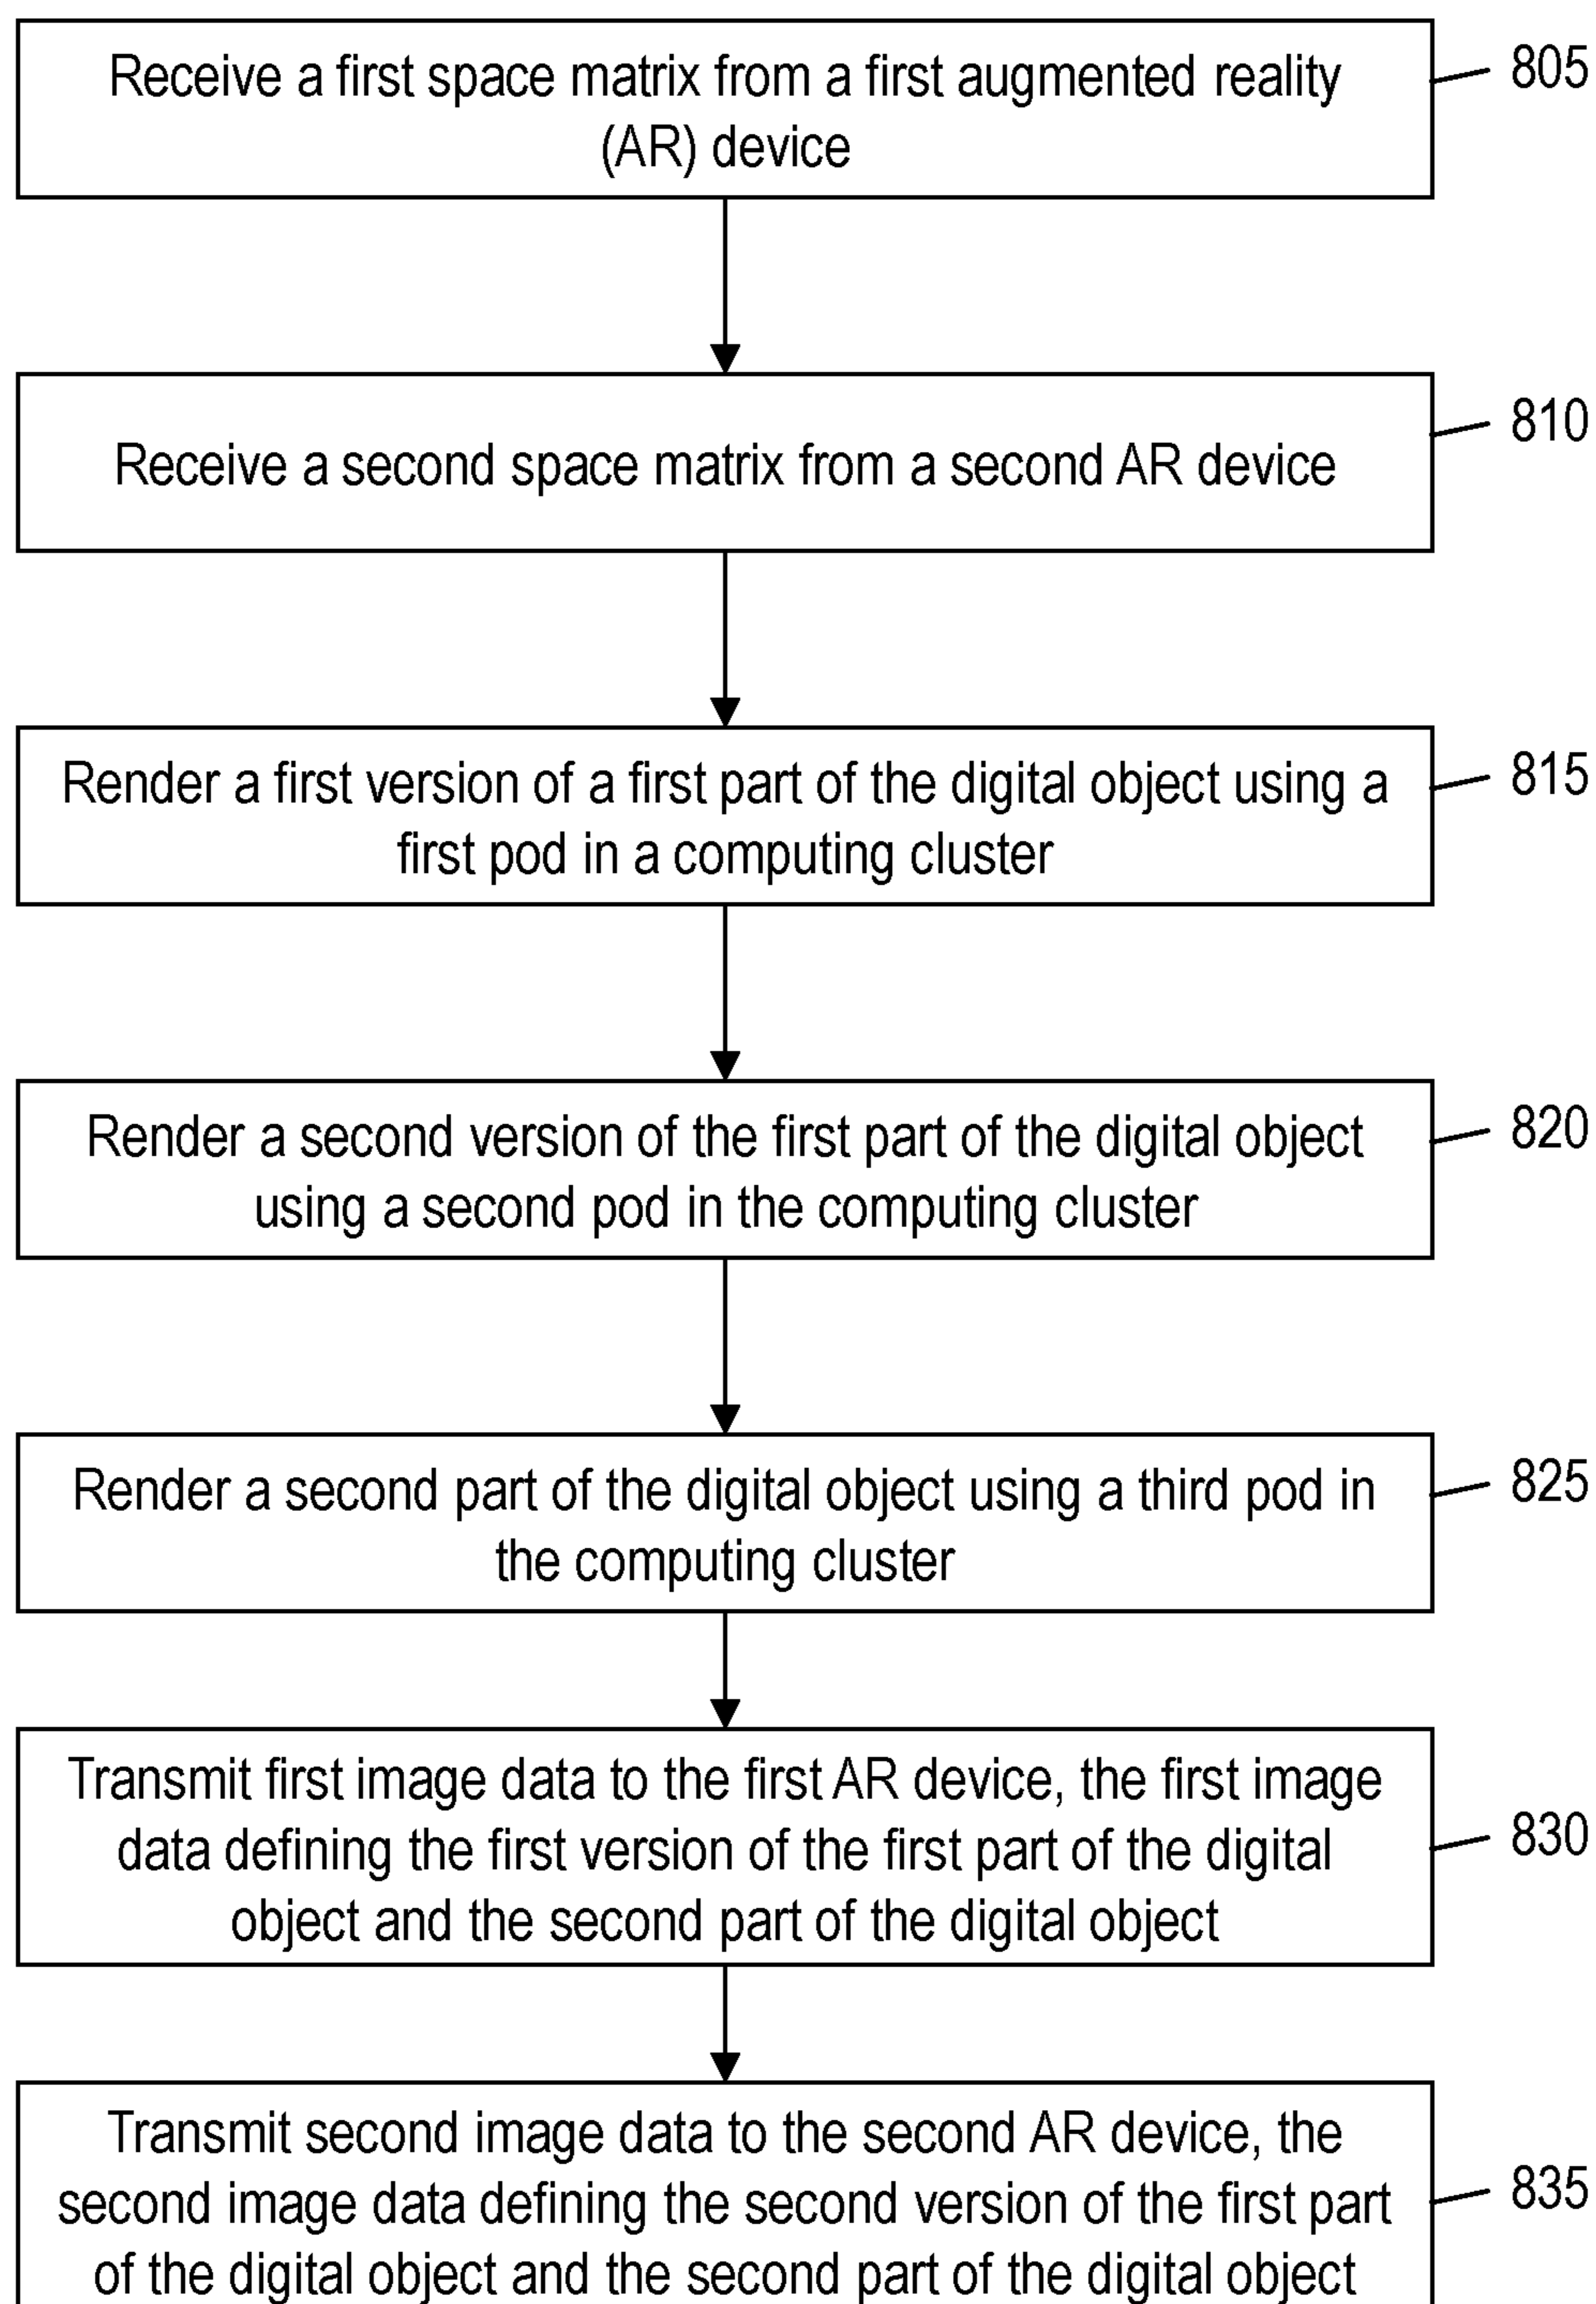 Receive a first space matrix from a first augmented reality
(AR) device
805
Receive a second space matrix from a second AR device
810
Render a first version of a first part of the digital object using a
first pod in a computing cluster
815
Render a second version of the first part of the digital object
using a second pod in the computing cluster
820
Render a second part of the digital object using a third pod in
the computing cluster
825
Transmit first image data to the first AR device, the first image
data defining the first version of the first part of the digital
object and the second part of the digital object
830
Transmit second image data to the second AR device, the
second image data defining the second version of the first part
of the digital object and the second part of the digital object
835